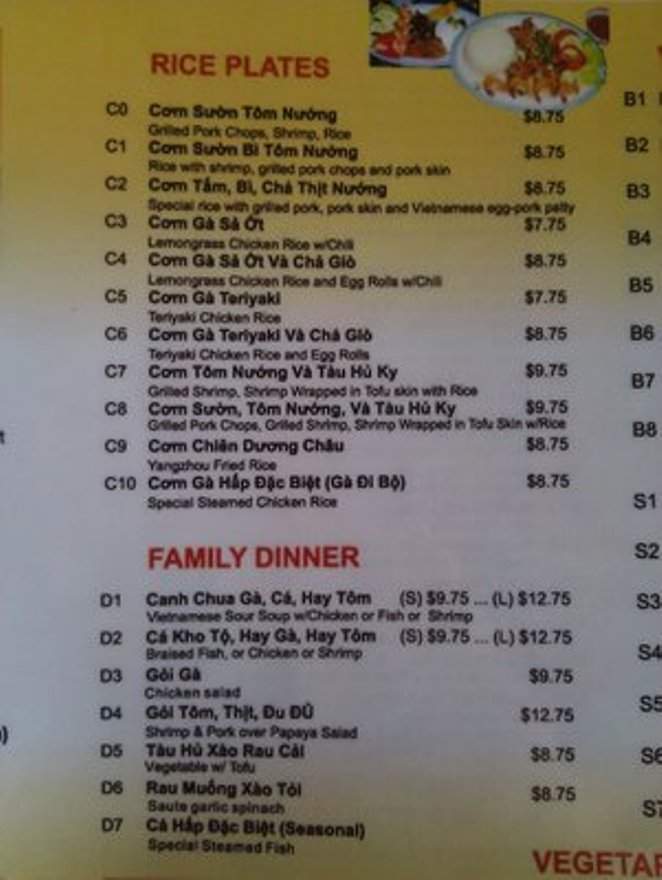 RICE PLATES
C0 Cơm Sườn Tôm Nướng $8.75
Grilled Pork Chops, Shrimp, Rice
C1 Cơm Sườn Bì Tôm Nướng $8.75
Rice with shrimp, grilled pork chops and pork skin
C2 Cơm Tấm, Bì, Chả Thịt Nướng $8.75
Special rice with grilled pork, pork skin and Vietnamese egg-pork patty
C3 Cơm Gà Sả Ớt $7.75
Lemongrass Chicken Rice w/Chili
C4 Cơm Gà Sả Ớt Và Chả Giò $8.75
Lemongrass Chicken Rice and Egg Rolls w/Chili
C5 Cơm Gà Teriyaki $7.75
Teriyaki Chicken Rice
C6 Cơm Gà Teriyaki Và Chả Giò $8.75
Teriyaki Chicken Rice and Egg Rolls
C7 Cơm Tôm Nướng Và Tàu Hủ Ky $9.75
Grilled Shrimp, Shrimp Wrapped in Tofu skin with Rice
C8 Cơm Sườn, Tôm Nướng, Và Tàu Hủ Ky $9.75
Grilled Pork Chops, Grilled Shrimp, Shrimp Wrapped in Tofu Skin w/Rice
C9 Cơm Chiên Dương Châu $8.75
Yangzhou Fried Rice
C10 Cơm Gà Hấp Đặc Biệt (Gà Đi Bộ) $8.75
Special Steamed Chicken Rice
FAMILY DINNER
D1 Canh Chua Gà, Cá, Hay Tôm (S) $9.75 ... (L) $12.75
Vietnamese Sour Soup w/Chicken or Fish or Shrimp
D2 Cá Kho Tộ, Hay Gà, Hay Tôm (S) $9.75 ... (L) $12.75
Braised Fish, or Chicken or Shrimp
D3 Gỏi Gà $9.75
Chicken salad
D4 Gỏi Tôm, Thịt, Đu ĐỦ $12.75
Shrimp & Pork over Papaya Salad
D5 Tàu Hủ Xào Rau Cải $8.75
Vegetable w/ Tofu
D6 Rau Muống Xào Tỏi $8.75
Saute garlic spinach
D7 Cá Hấp Đặc Biệt (Seasonal)
Special Steamed Fish
B1
B2
B3
B4
B5
B6
B7
B8
S1
S2
S3
S4
S5
S6
S7
VEGETAR